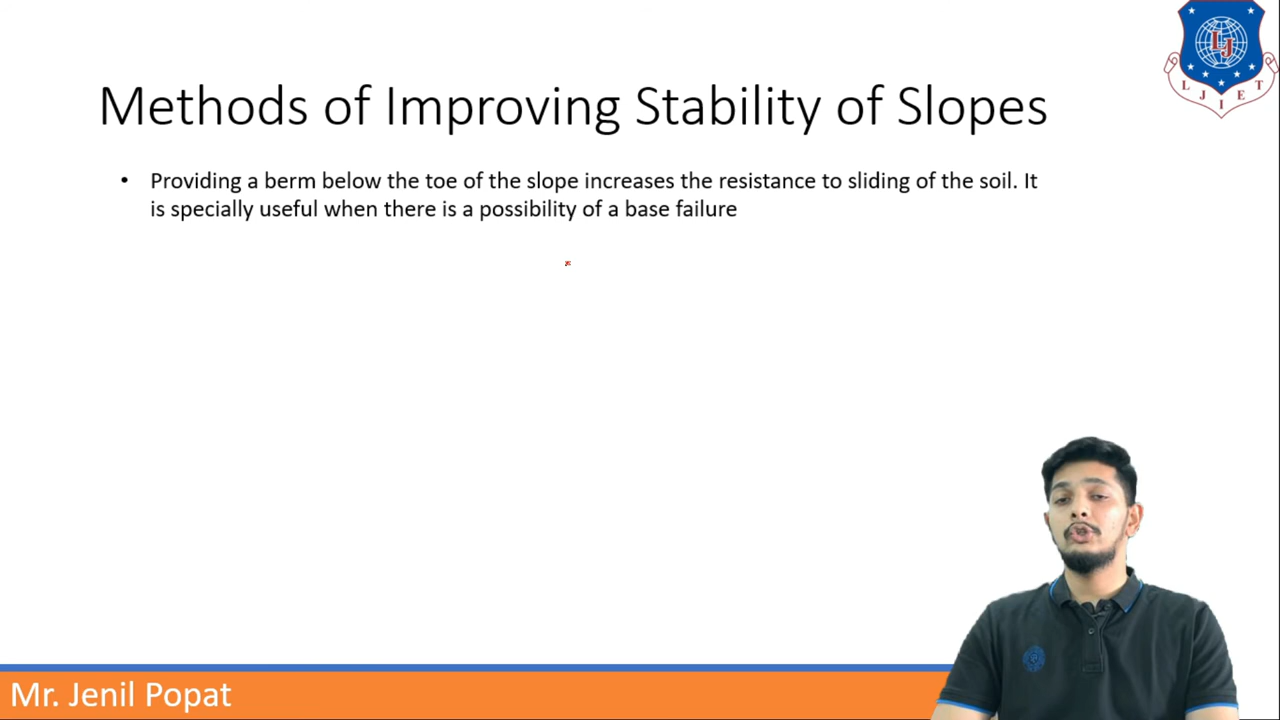 Methods of Improving Stability of Slopes
• Providing a berm below the toe of the slope increases the resistance to sliding of the soil. It
is specially useful when there is a possibility of a base failure
LJ
L J I E T
Mr. Jenil Popat